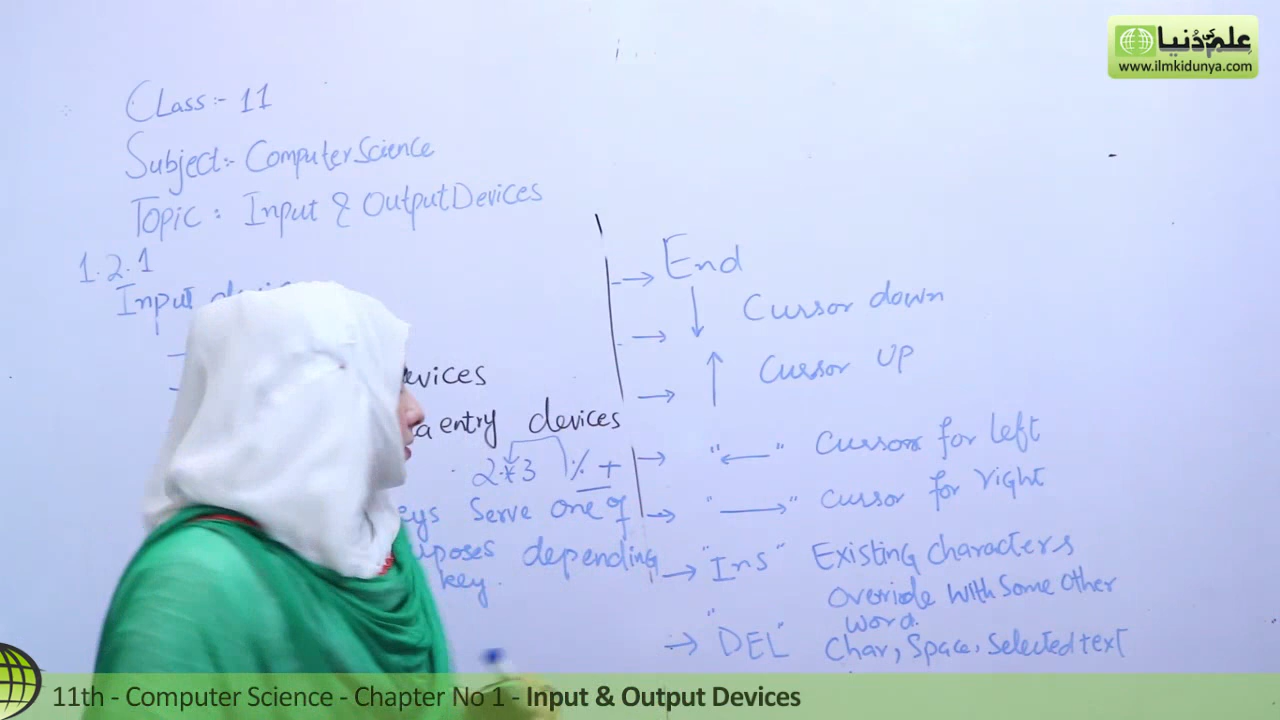 علم کی دُنیا
www.ilmkidunya.com
Class:- 11
Subject:- Computer Science
Topic: Input & Output Devices
1.2.1
Input
devices
entry devices
2*3 % +
Serve one of
depending
key.
→ End
→ ↓ Cursor down
→ ↑ Cursor UP
→ "←" Cursor for left
→ "→" cursor for right
→ "Ins" Existing characters
override with some other
word.
→ "DEL" Char, Space, Selected text
11th - Computer Science - Chapter No 1 - Input & Output Devices